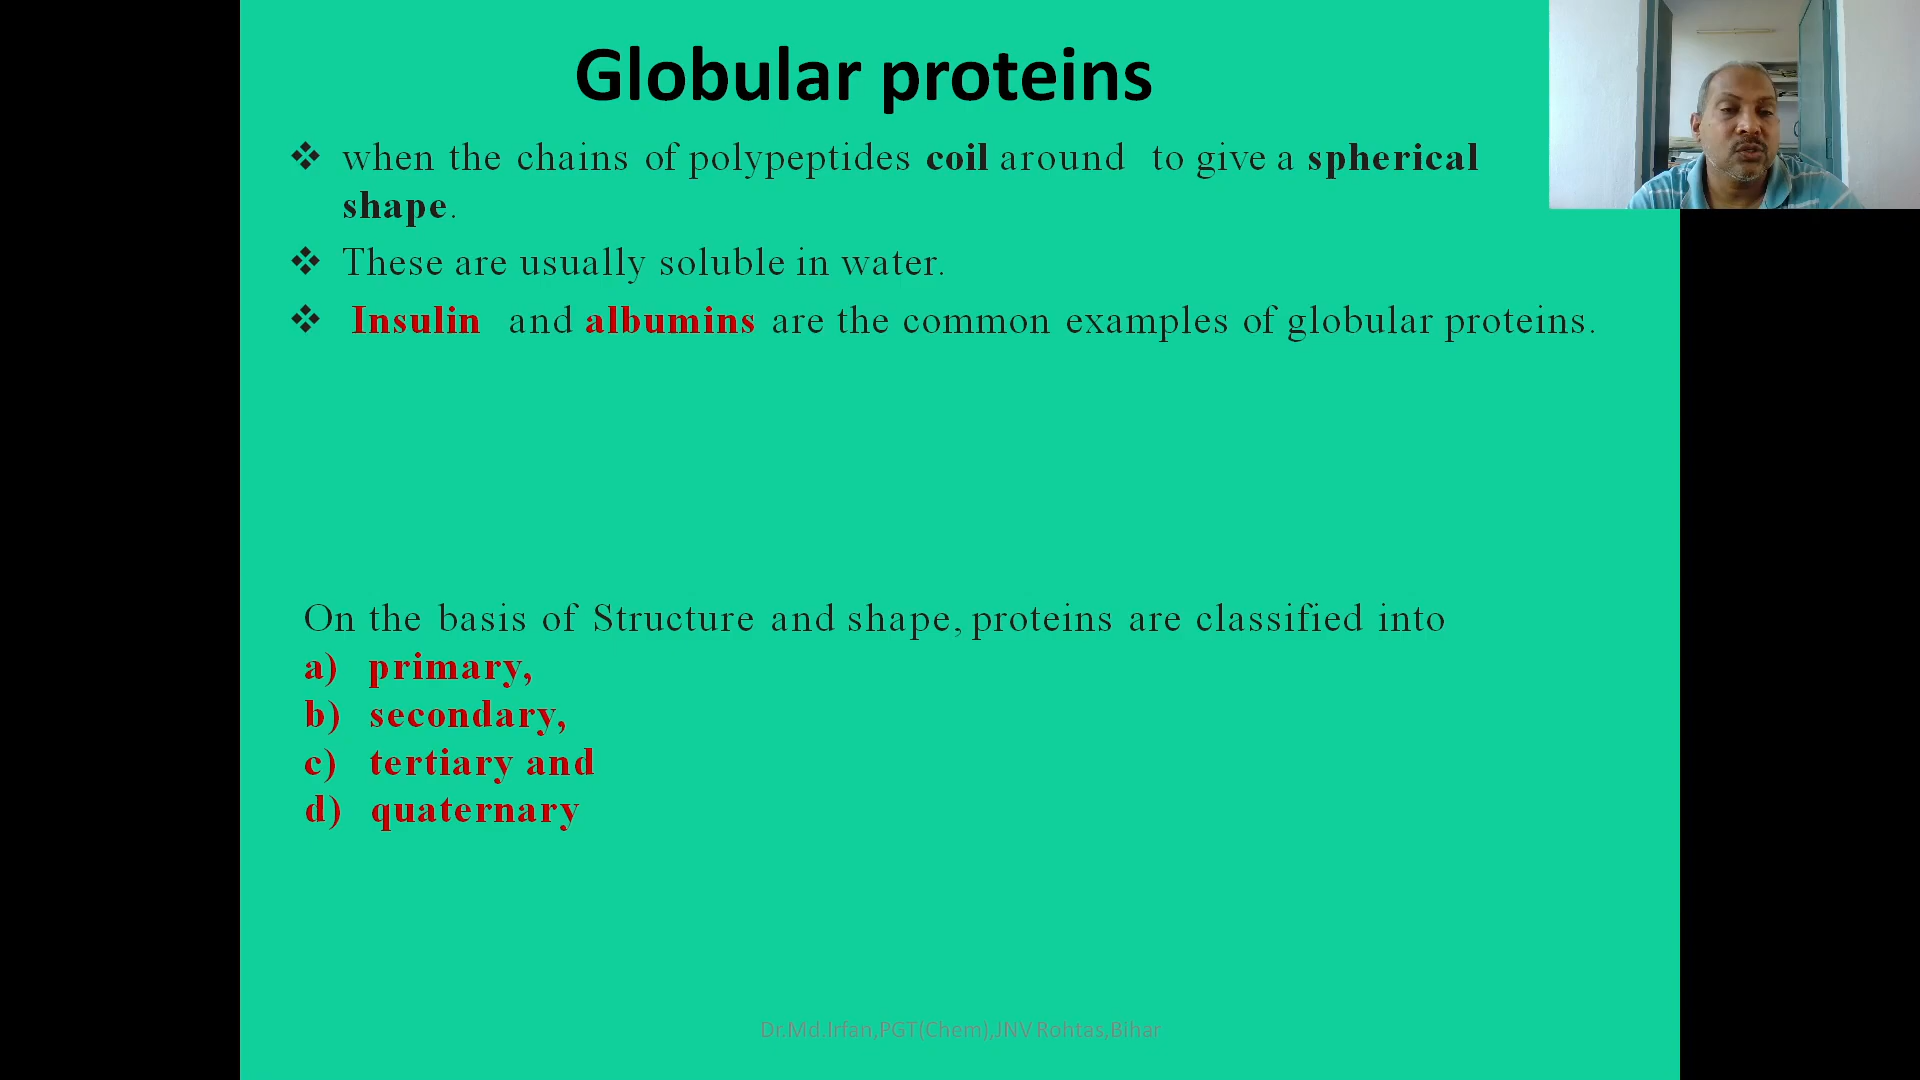 Globular proteins
❖ when the chains of polypeptides coil around to give a spherical
shape.
❖ These are usually soluble in water.
❖ Insulin and albumins are the common examples of globular proteins.
On the basis of Structure and shape, proteins are classified into
a) primary,
b) secondary,
c) tertiary and
d) quaternary
Dr.Md.Irfan,PGT(Chem),JNV Rohtas,Bihar